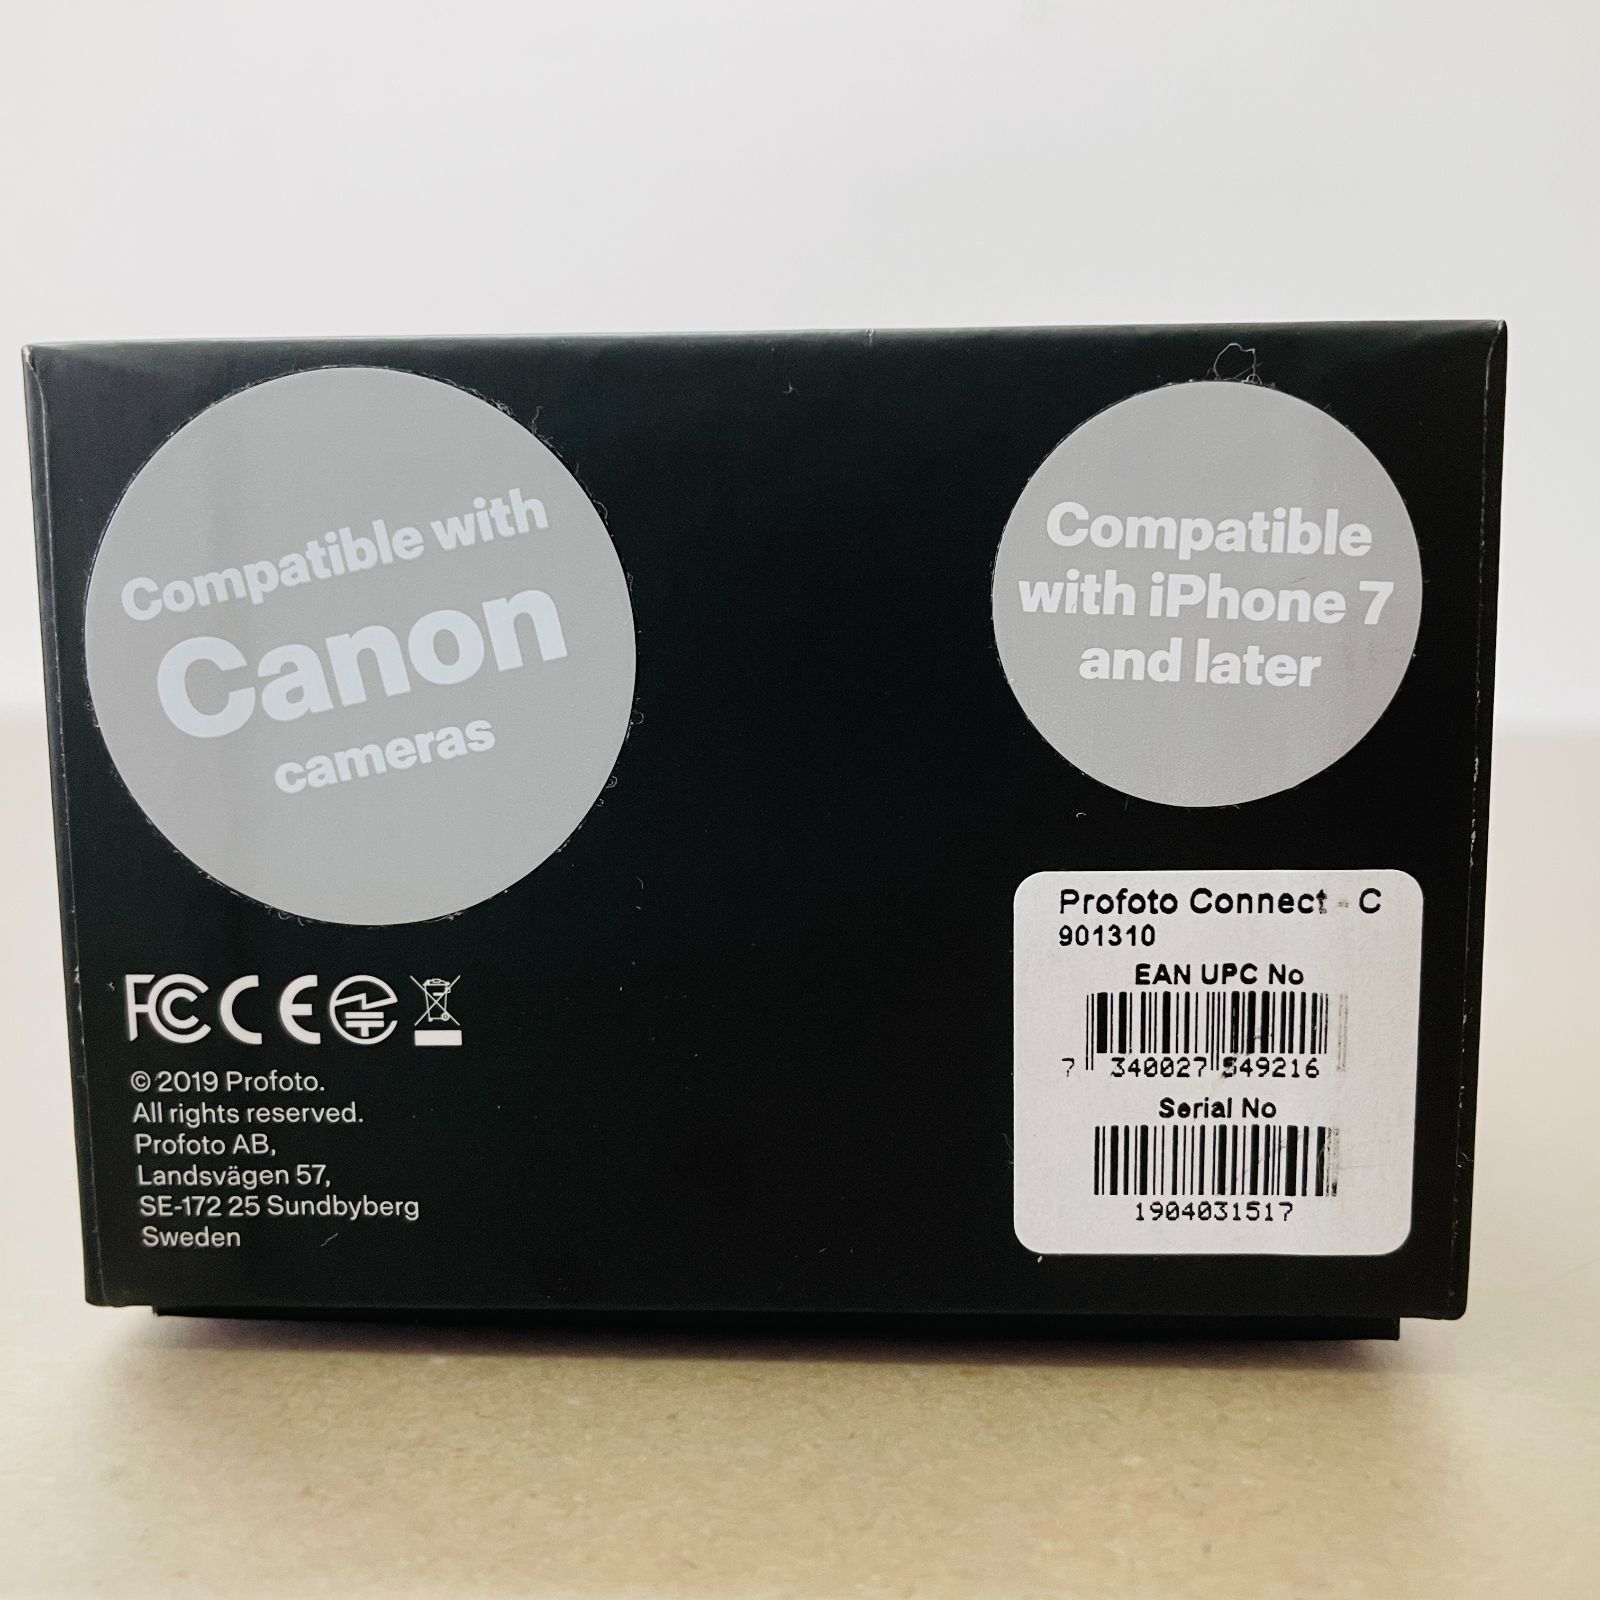 Compatible with
Canon
cameras
Compatible
with iPhone 7
and later
FC CE
© 2019 Profoto.
All rights reserved.
Profoto AB,
Landsvägen 57,
SE-172 25 Sundbyberg
Sweden
Profoto Connect - C
901310
EAN UPC No
7 340027 549216
Serial No
1904031517